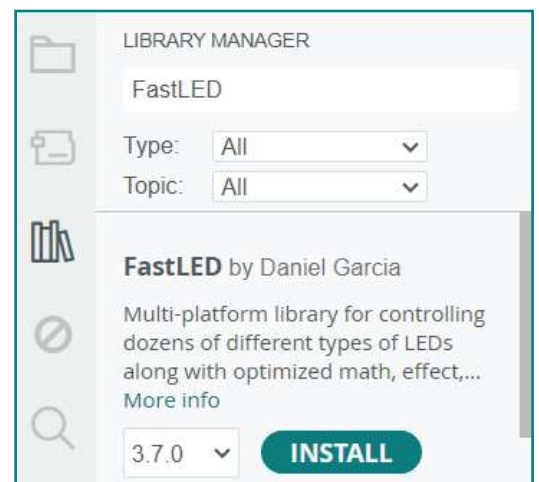 LIBRARY MANAGER
FastLED
Type: All
Topic: All
FastLED by Daniel Garcia
Multi-platform library for controlling
dozens of different types of LEDs
along with optimized math, effect,...
More info
3.7.0 INSTALL